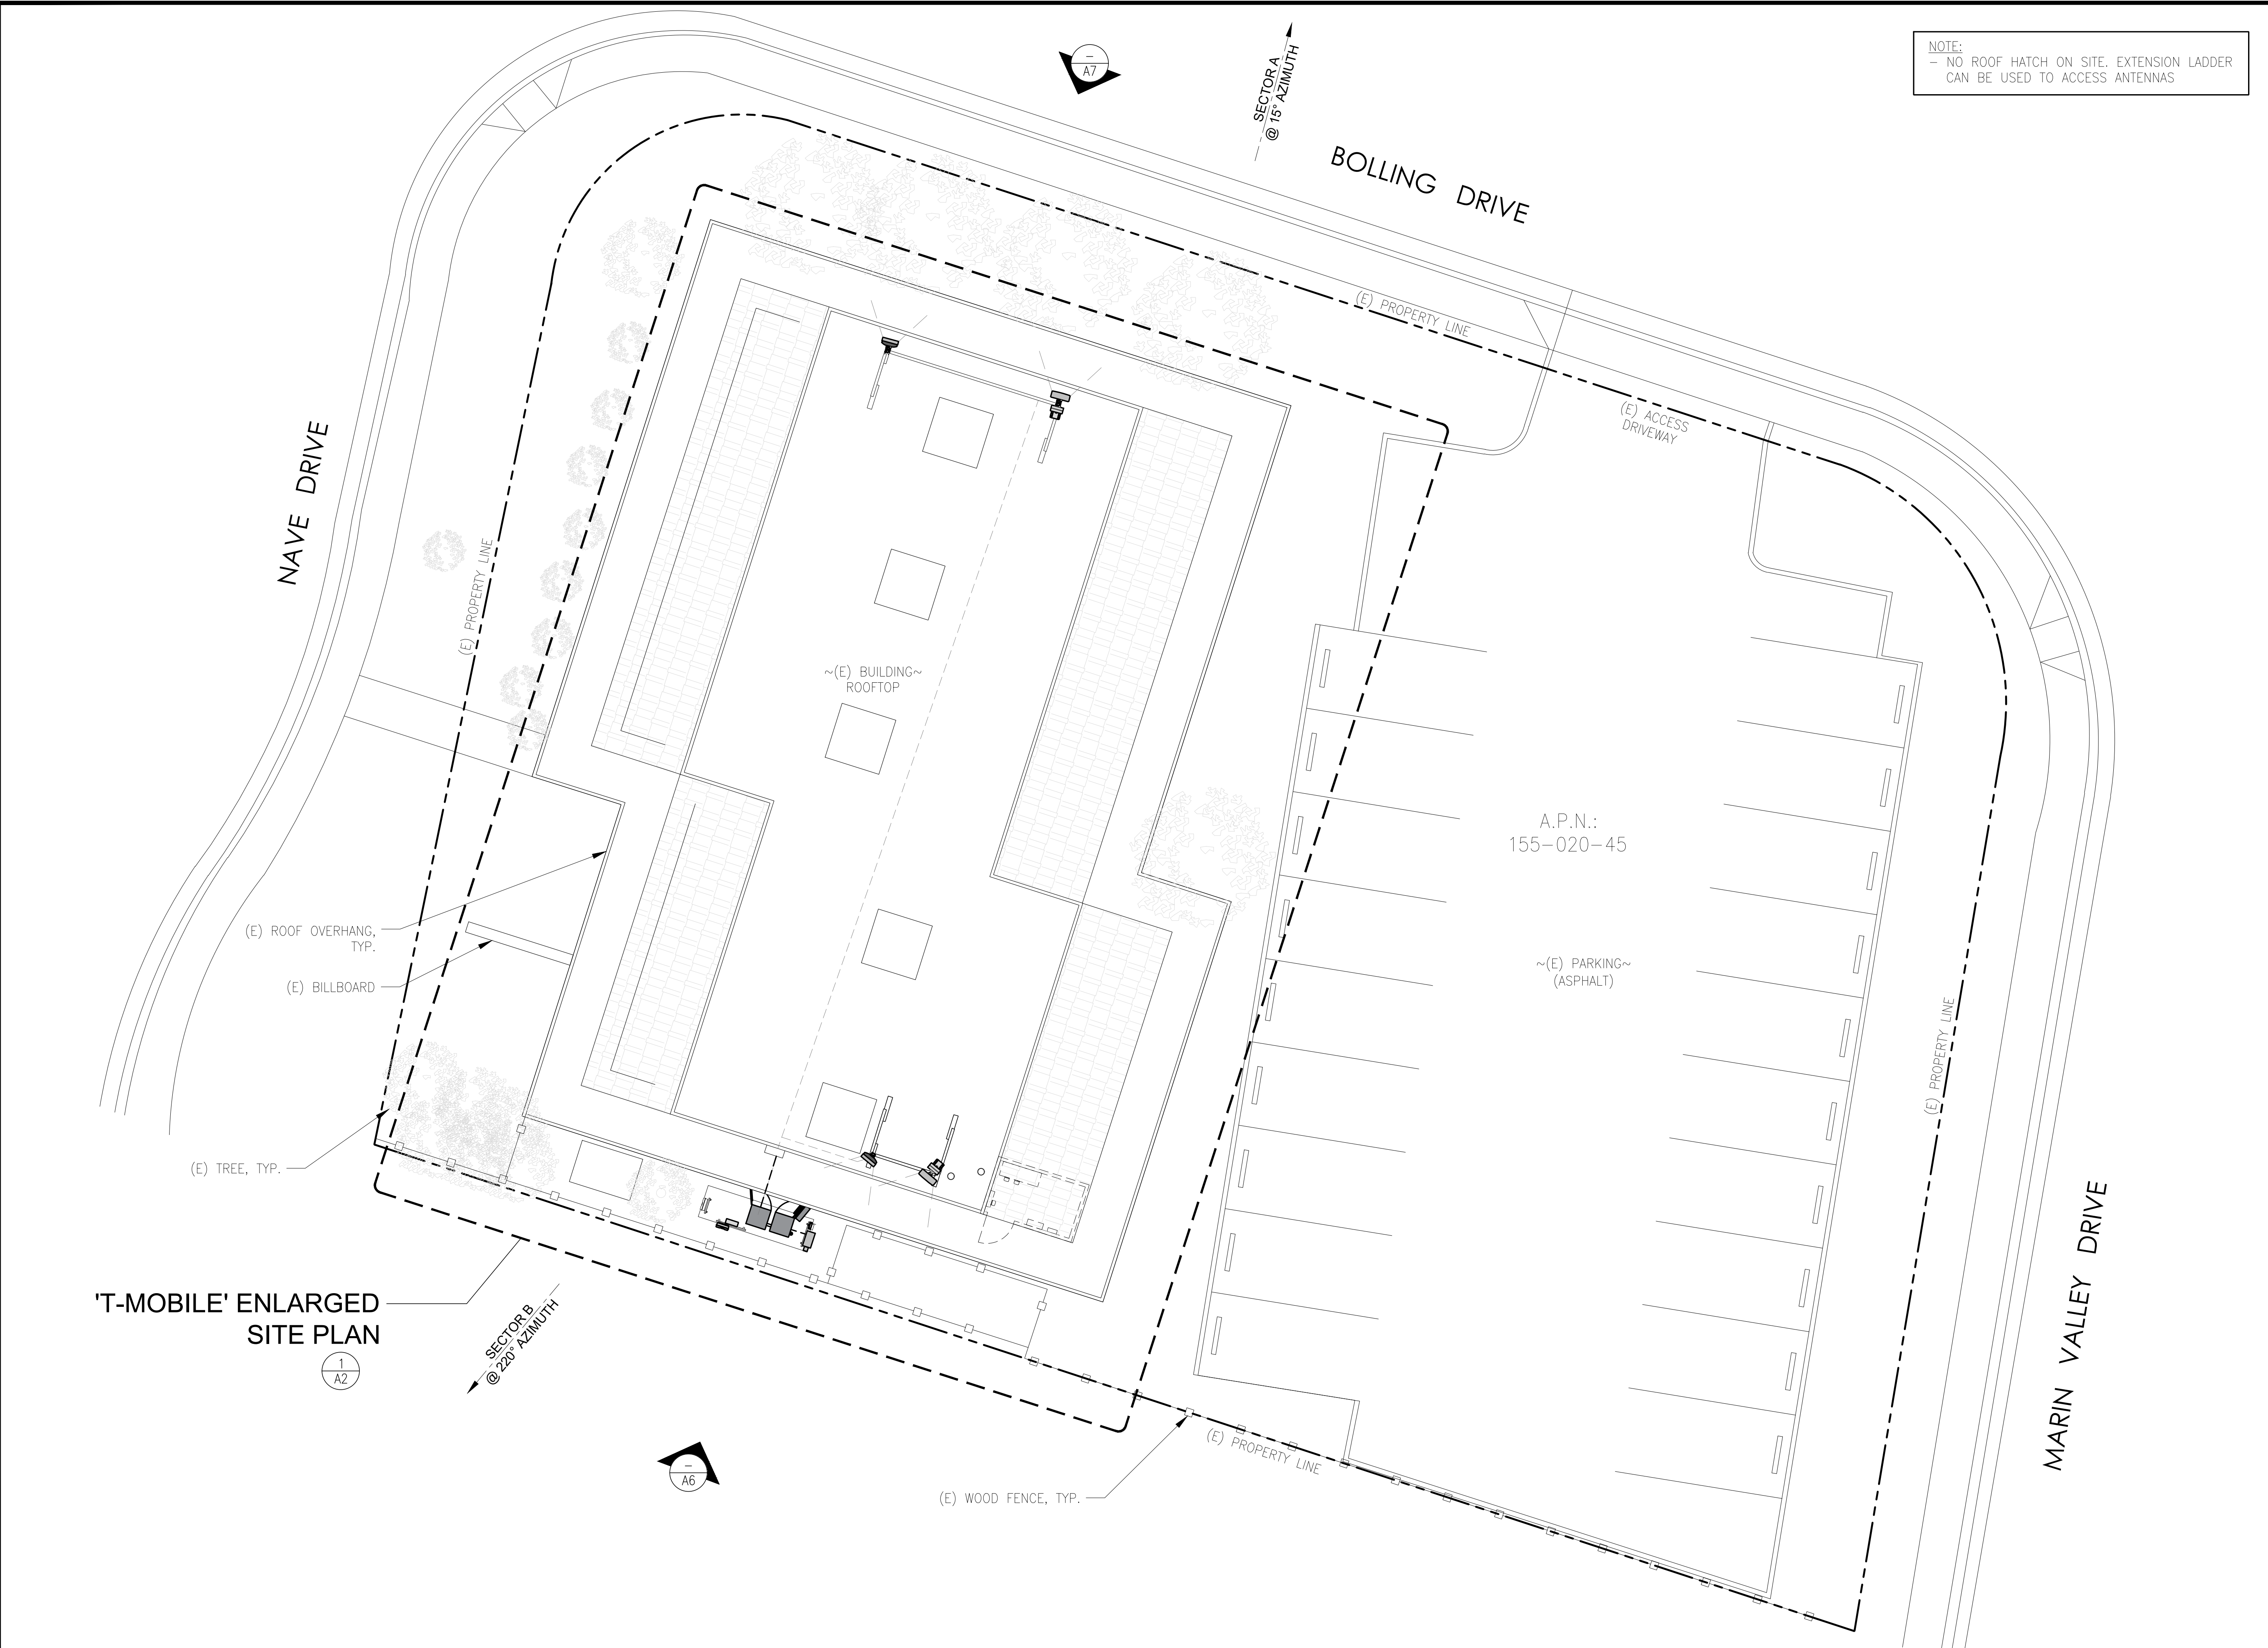 NOTE:
– NO ROOF HATCH ON SITE. EXTENSION LADDER
CAN BE USED TO ACCESS ANTENNAS
–
A7
SECTOR A
@ 15° AZIMUTH
BOLLING DRIVE
(E) PROPERTY LINE
(E) ACCESS
DRIVEWAY
NAVE DRIVE
(E) PROPERTY LINE
~(E) BUILDING~
ROOFTOP
A.P.N.:
155-020-45
~(E) PARKING~
(ASPHALT)
(E) ROOF OVERHANG,
TYP.
(E) BILLBOARD
(E) PROPERTY LINE
(E) TREE, TYP.
MARIN VALLEY DRIVE
'T-MOBILE' ENLARGED
SITE PLAN
1
A2
SECTOR B
@ 220° AZIMUTH
–
A6
(E) PROPERTY LINE
(E) WOOD FENCE, TYP.